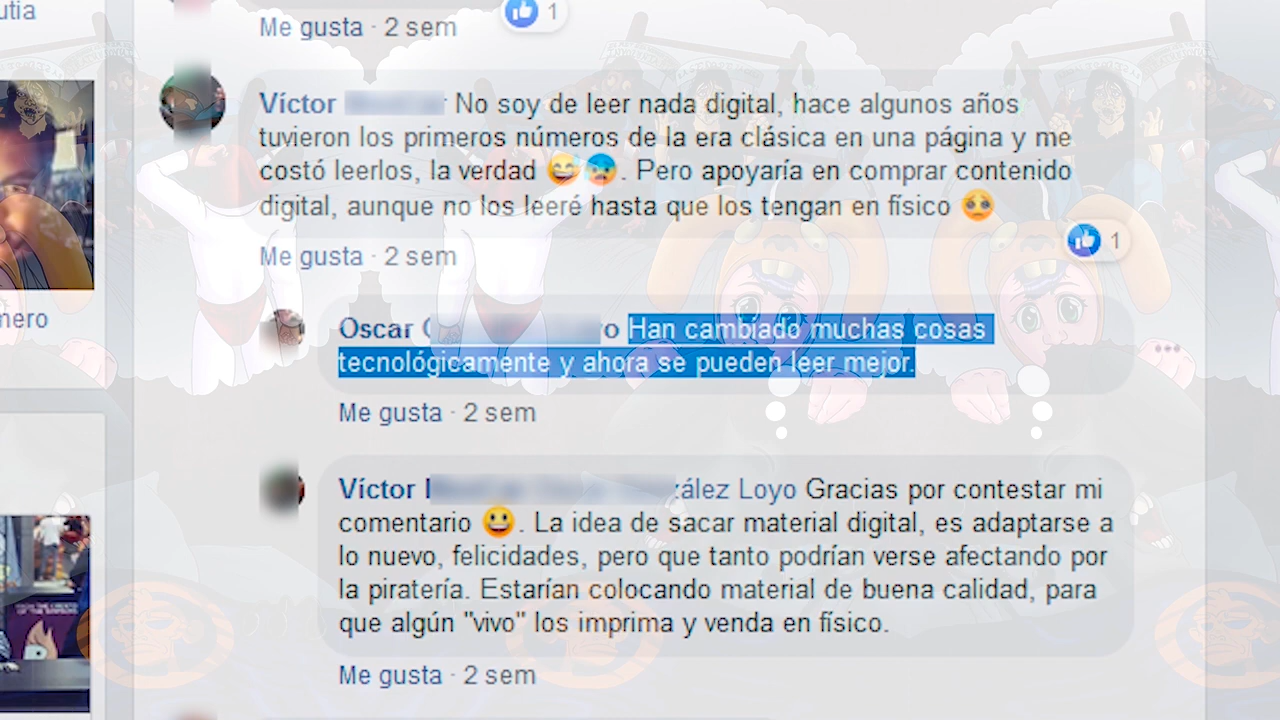 utia
Me gusta · 2 sem
1
Víctor No soy de leer nada digital, hace algunos años
tuvieron los primeros números de la era clásica en una página y me
costó leerlos, la verdad 😅😰. Pero apoyaría en comprar contenido
digital, aunque no los leeré hasta que los tengan en físico 🥺
1
Me gusta · 2 sem
mero
Oscar o Han cambiado muchas cosas
tecnológicamente y ahora se pueden leer mejor.
Me gusta · 2 sem
Víctor zález Loyo Gracias por contestar mi
comentario 😀. La idea de sacar material digital, es adaptarse a
lo nuevo, felicidades, pero que tanto podrían verse afectando por
la piratería. Estarían colocando material de buena calidad, para
que algún "vivo" los imprima y venda en físico.
Me gusta · 2 sem